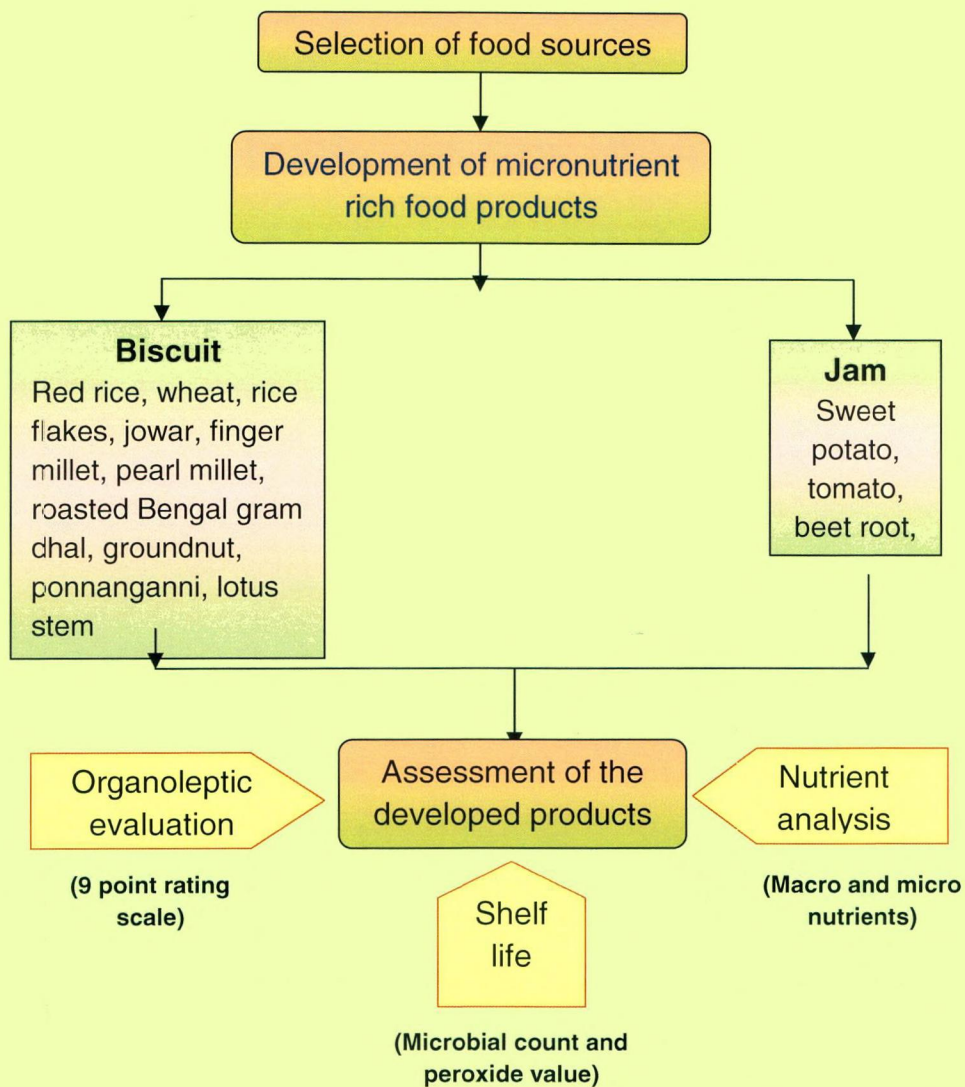 Selection of food sources
Development of micronutrient
rich food products
Biscuit
Red rice, wheat, rice
flakes, jowar, finger
millet, pearl millet,
roasted Bengal gram
dhal, groundnut,
ponnanganni, lotus
stem
Jam
Sweet
potato,
tomato,
beet root,
Organoleptic
evaluation
(9 point rating
scale)
Assessment of the
developed products
Nutrient
analysis
(Macro and micro
nutrients)
Shelf
life
(Microbial count and
peroxide value)